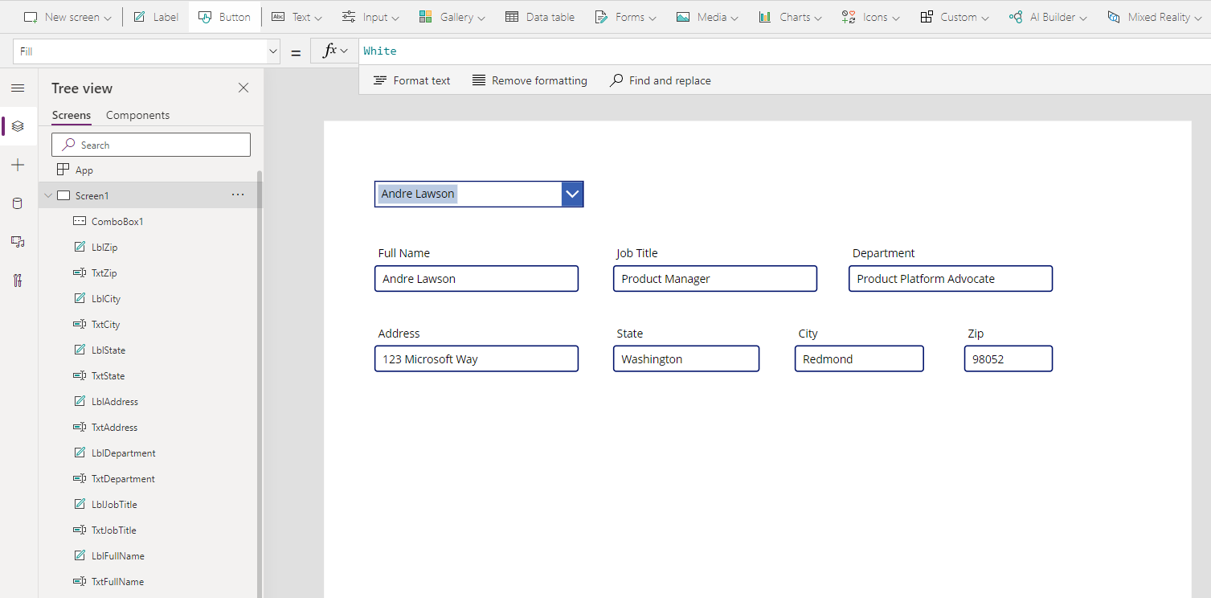 New screen Label Button Text Input Gallery Data table Forms Media Charts Icons Custom AI Builder Mixed Reality
Fill = fx White
Format text Remove formatting Find and replace
Tree view
Screens Components
Search
App
Screen1 ...
ComboBox1
LblZip
TxtZip
LblCity
TxtCity
LblState
TxtState
LblAddress
TxtAddress
LblDepartment
TxtDepartment
LblJobTitle
TxtJobTitle
LblFullName
TxtFullName
Andre Lawson
Full Name Job Title Department
Andre Lawson Product Manager Product Platform Advocate
Address State City Zip
123 Microsoft Way Washington Redmond 98052